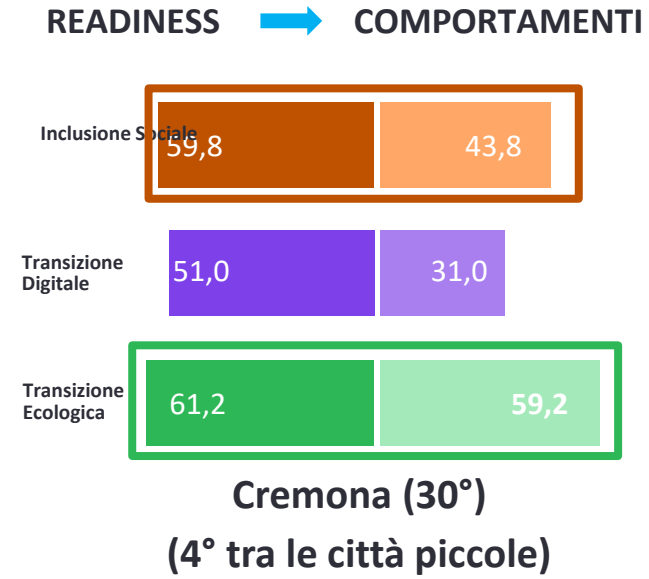 READINESS COMPORTAMENTI
Inclusione Sociale
59,8 43,8
Transizione
Digitale
51,0 31,0
Transizione
Ecologica
61,2 59,2
Cremona (30°)
(4° tra le città piccole)